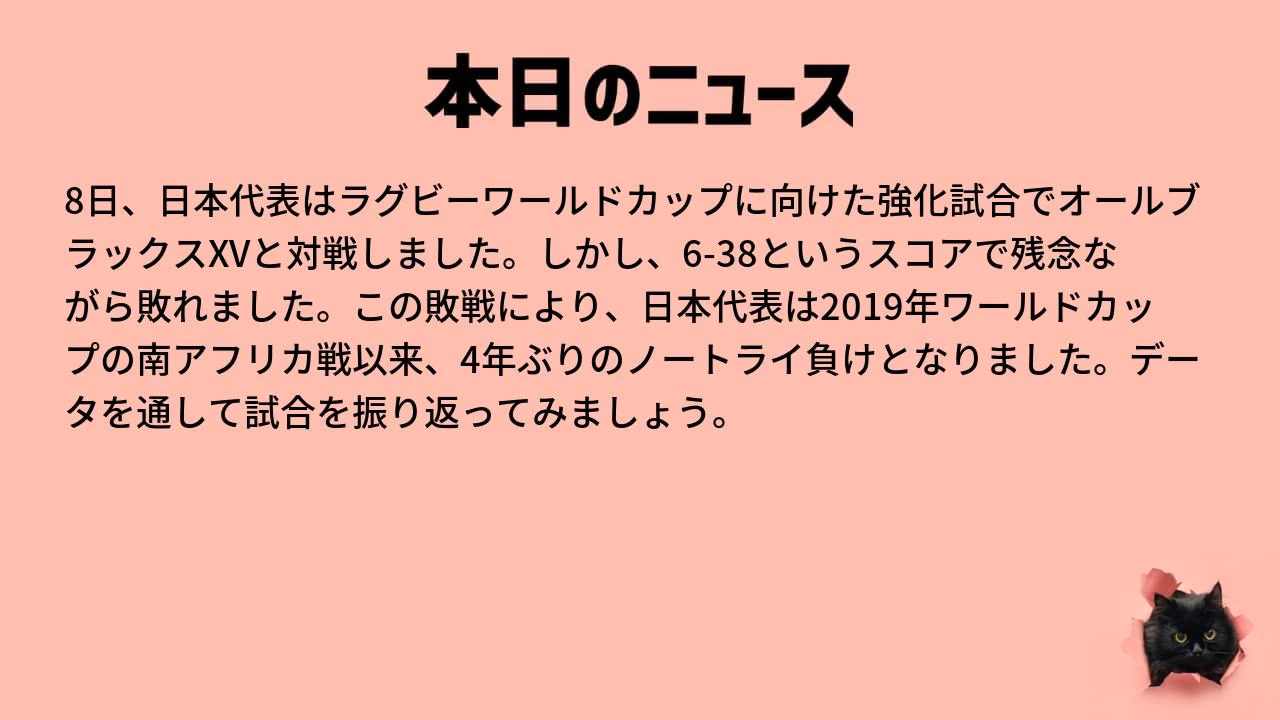 本日のニュース
8日、日本代表はラグビーワールドカップに向けた強化試合でオールブ
ラックスXVと対戦しました。しかし、6-38というスコアで残念な
がら敗れました。この敗戦により、日本代表は2019年ワールドカッ
プの南アフリカ戦以来、4年ぶりのノートライ負けとなりました。デー
タを通して試合を振り返ってみましょう。